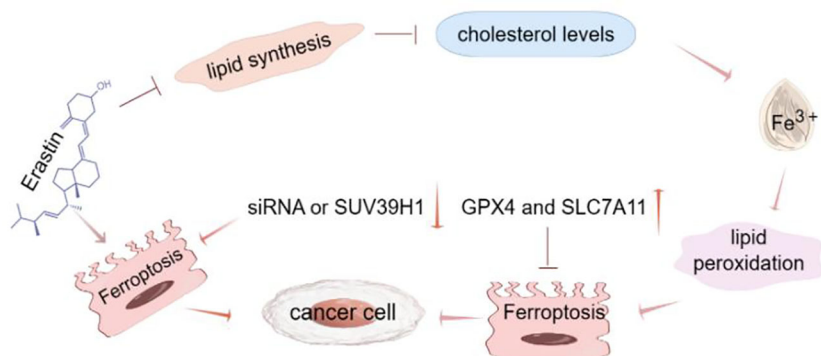 lipid synthesis
cholesterol levels
OH
Erastin
Fe3+
siRNA or SUV39H1
GPX4 and SLC7A11
lipid
peroxidation
Ferroptosis
cancer cell
Ferroptosis